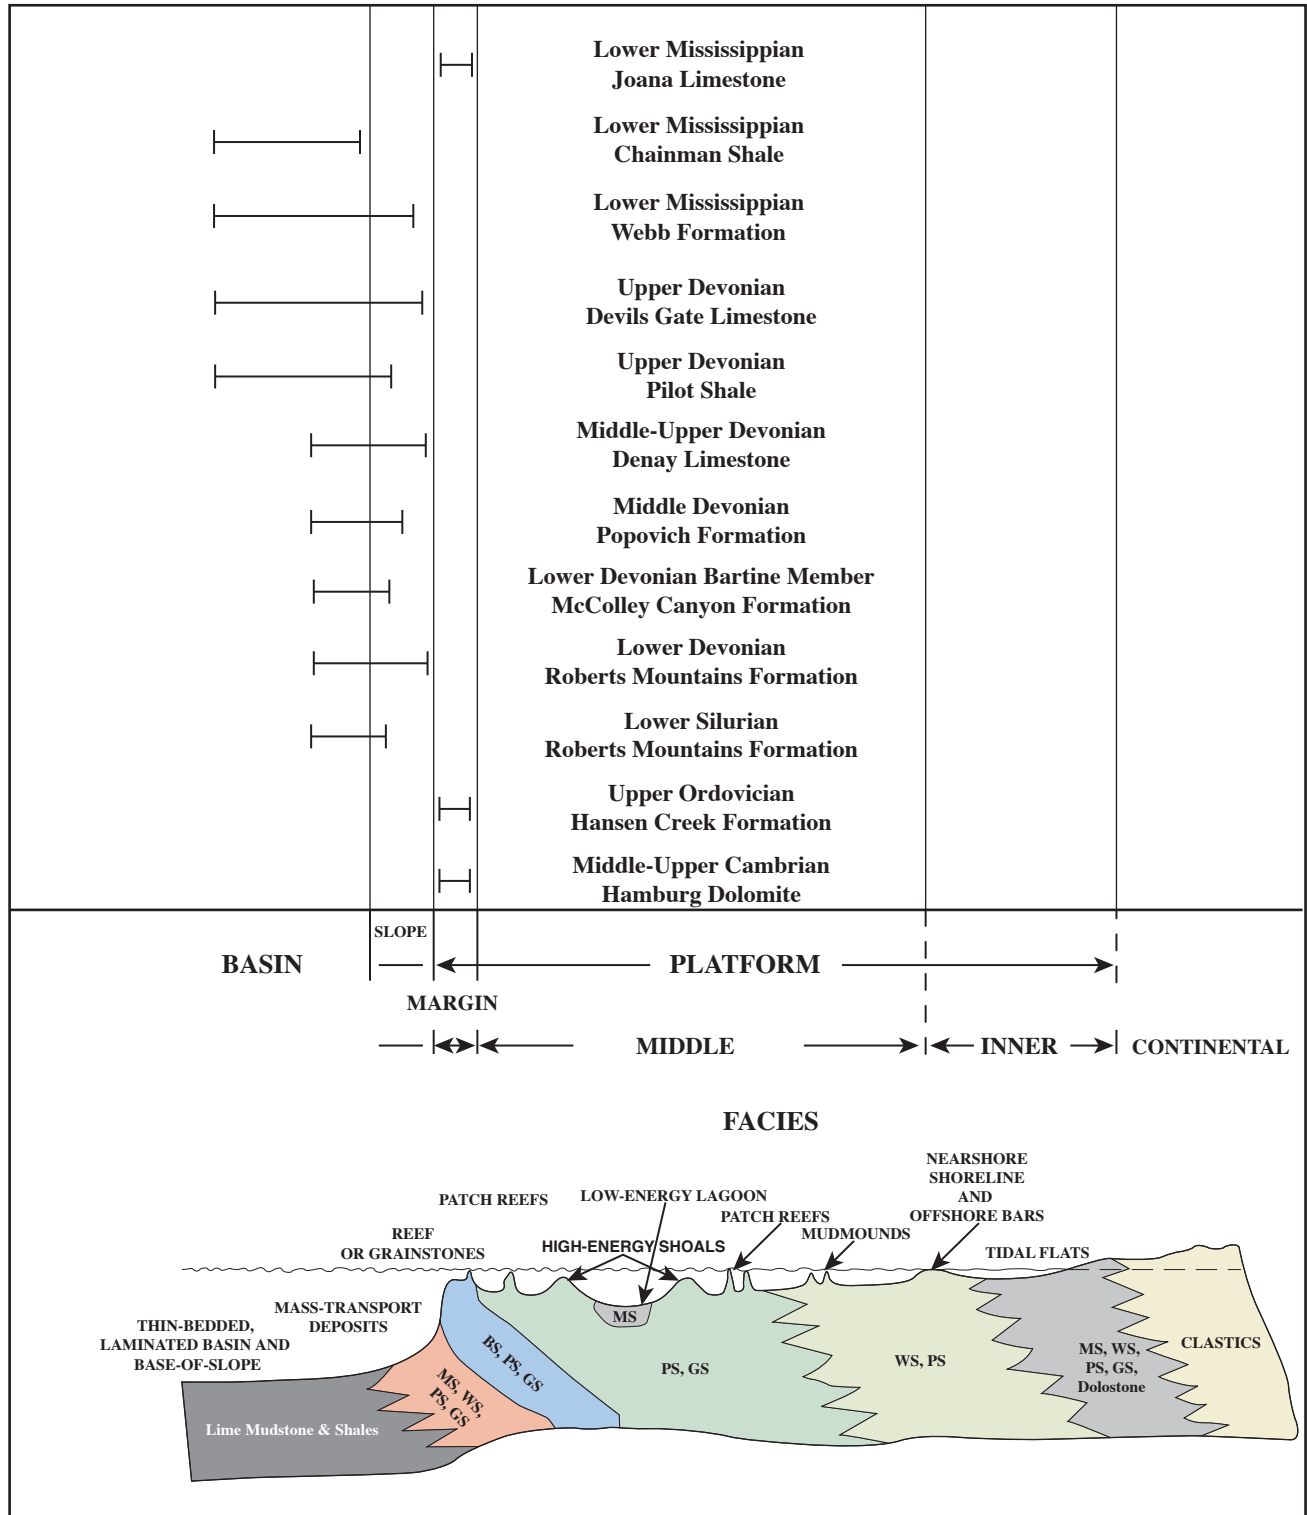 Lower Mississippian
Joana Limestone
Lower Mississippian
Chainman Shale
Lower Mississippian
Webb Formation
Upper Devonian
Devils Gate Limestone
Upper Devonian
Pilot Shale
Middle-Upper Devonian
Denay Limestone
Middle Devonian
Popovich Formation
Lower Devonian Bartine Member
McColley Canyon Formation
Lower Devonian
Roberts Mountains Formation
Lower Silurian
Roberts Mountains Formation
Upper Ordovician
Hansen Creek Formation
Middle-Upper Cambrian
Hamburg Dolomite
SLOPE
BASIN
PLATFORM
MARGIN
MIDDLE
INNER
CONTINENTAL
FACIES
NEARSHORE
SHORELINE
AND
OFFSHORE BARS
PATCH REEFS
LOW-ENERGY LAGOON
PATCH REEFS
MUDMOUNDS
REEF
OR GRAINSTONES
HIGH-ENERGY SHOALS
TIDAL FLATS
MASS-TRANSPORT
DEPOSITS
THIN-BEDDED,
LAMINATED BASIN AND
BASE-OF-SLOPE
MS
BS, PS, GS
PS, GS
WS, PS
MS, WS,
PS, GS,
Dolostone
CLASTICS
MS, WS,
PS, GS
Lime Mudstone & Shales